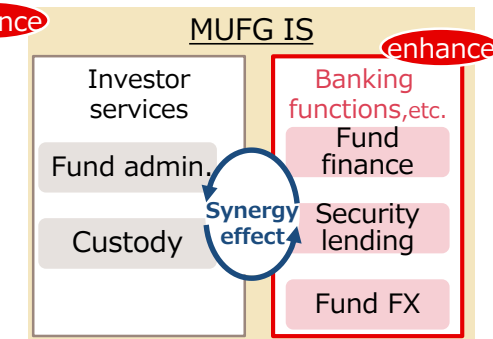 nce
MUFG IS
enhance
Investor
services
Banking
functions,etc.
Fund admin.
Custody
Synergy
effect
Fund
finance
Security
lending
Fund FX